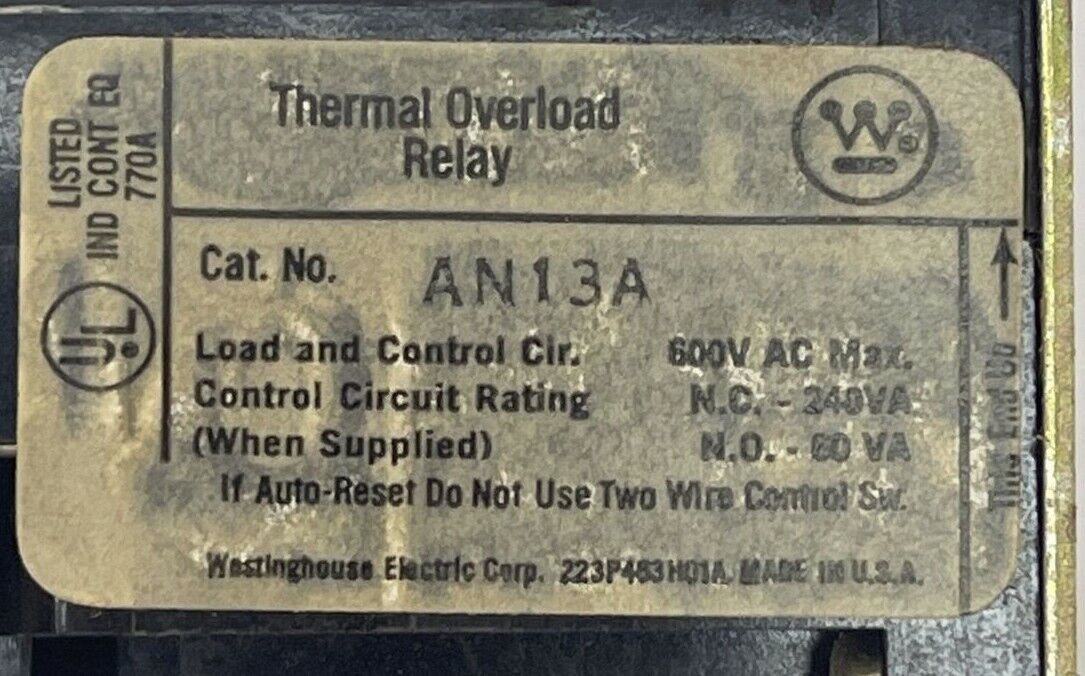 Thermal Overload
Relay
W
LISTED
IND CONT EQ
770A
UL
Cat. No. AN13A
Load and Control Cir. 600V AC Max.
Control Circuit Rating N.C. - 240VA
(When Supplied) N.O. - 60 VA
If Auto-Reset Do Not Use Two Wire Control Sw.
Westinghouse Electric Corp. 223P483H01A MADE IN U.S.A.
This End Up